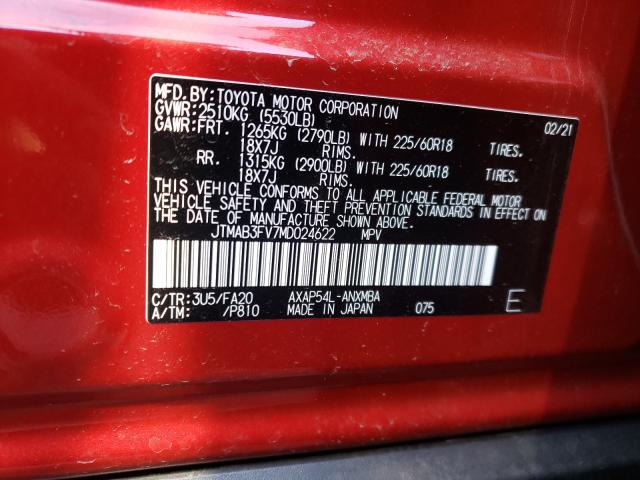 MFD. BY: TOYOTA MOTOR CORPORATION 02/21
GVWR: 2510KG (5530LB)
GAWR: FRT. 1265KG (2790LB) WITH 225/60R18 TIRES.
18X7J RIMS.
RR. 1315KG (2900LB) WITH 225/60R18 TIRES.
18X7J RIMS.
THIS VEHICLE CONFORMS TO ALL APPLICABLE FEDERAL MOTOR
VEHICLE SAFETY AND THEFT PREVENTION STANDARDS IN EFFECT ON
DATE OF MANUFACTURE SHOWN ABOVE.
JTMAB3FV7MD024622 MPV
C/TR: 3U5/FA20 AXAP54L-ANXMBA
A/TM: /P810 MADE IN JAPAN 075 E